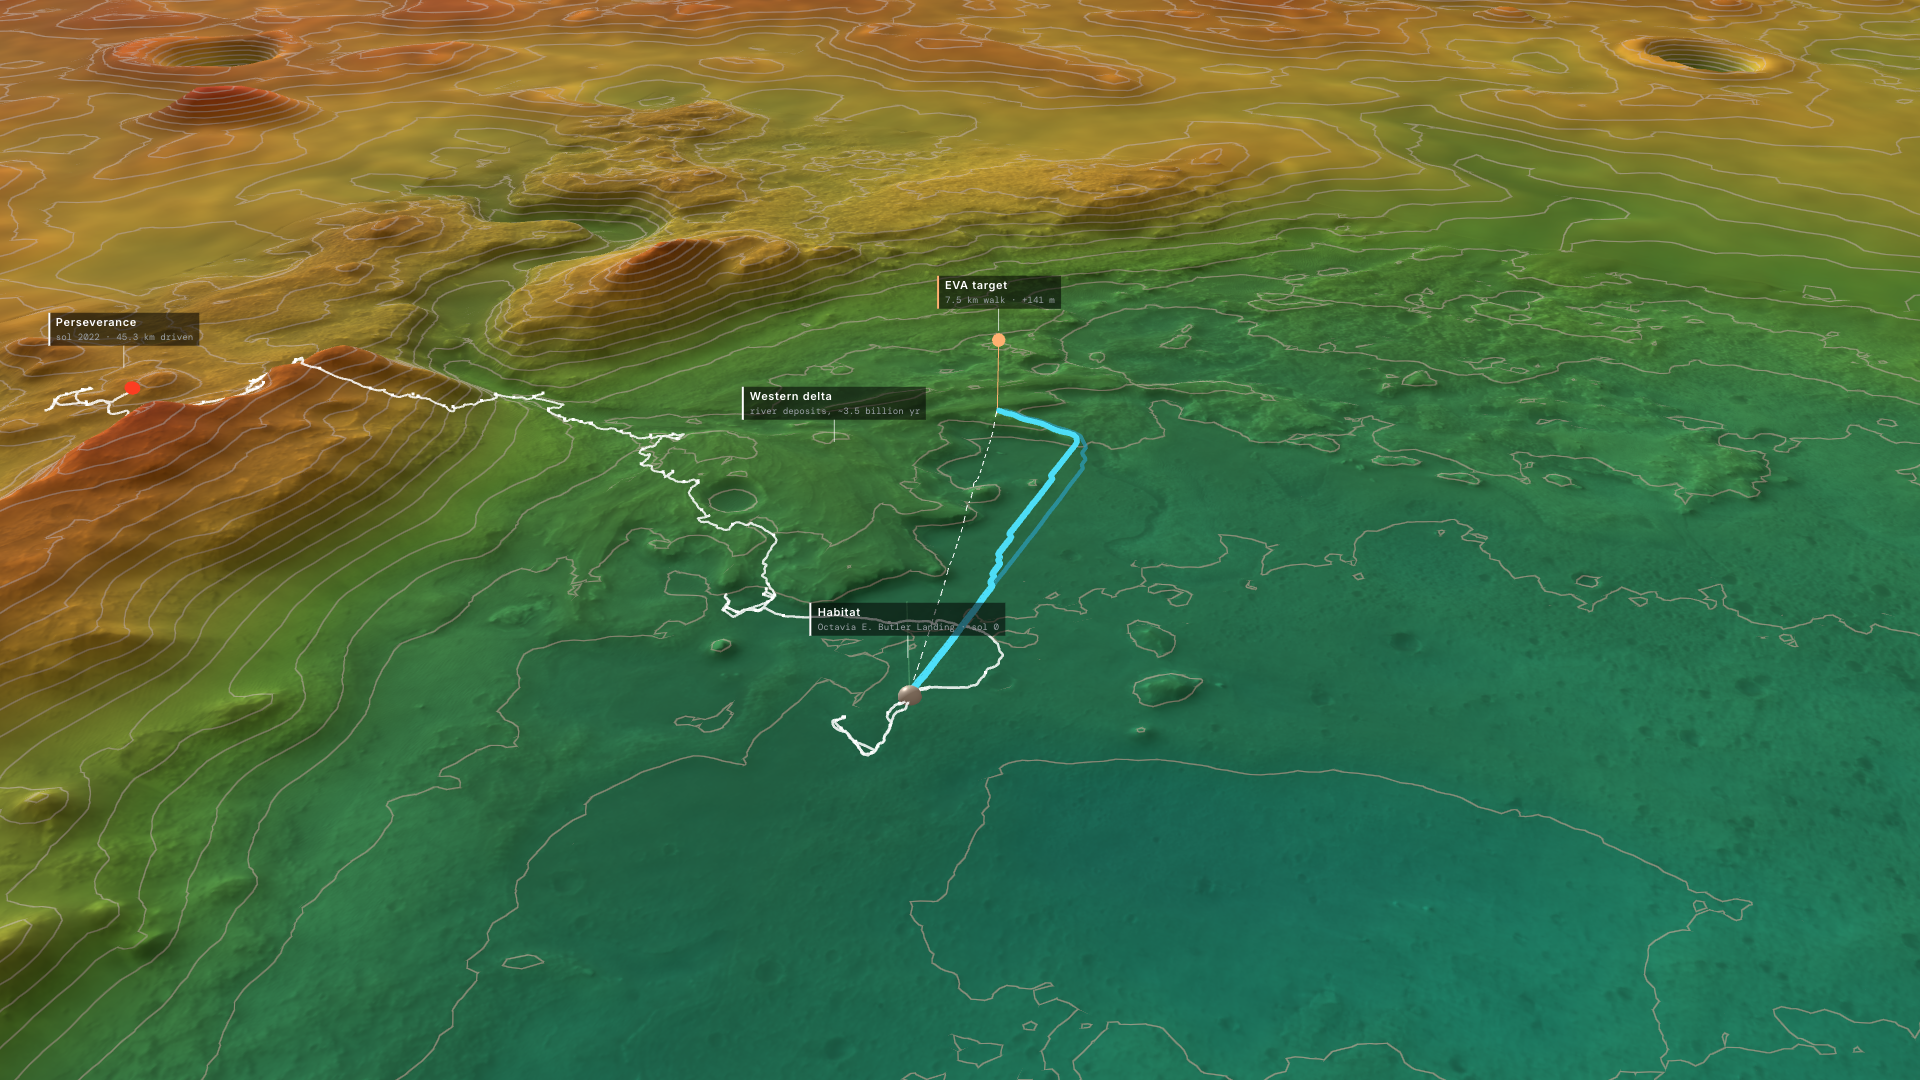 EVA target
7.5 km walk · +141 m
Perseverance
sol 2022 · 45.3 km driven
Western delta
river deposits, ~3.5 billion yr
Habitat
Octavia E. Butler Landing · sol 0